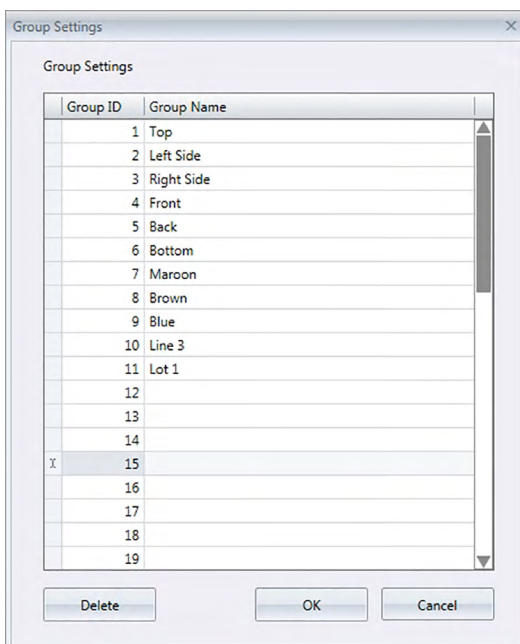 Group Settings
Group Settings
Group ID Group Name
1 Top
2 Left Side
3 Right Side
4 Front
5 Back
6 Bottom
7 Maroon
8 Brown
9 Blue
10 Line 3
11 Lot 1
12
13
14
15
16
17
18
19
Delete OK Cancel